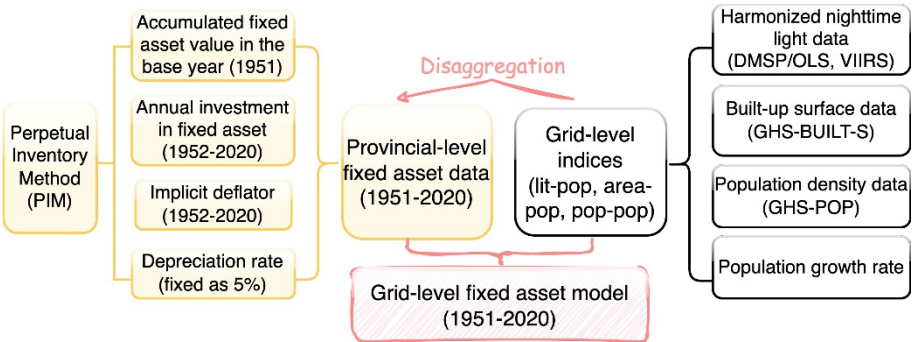 Perpetual
Inventory
Method
(PIM)
Accumulated fixed
asset value in the
base year (1951)
Annual investment
in fixed asset
(1952-2020)
Implicit deflator
(1952-2020)
Depreciation rate
(fixed as 5%)
Disaggregation
Provincial-level
fixed asset data
(1951-2020)
Grid-level
indices
(lit-pop, area-
pop, pop-pop)
Grid-level fixed asset model
(1951-2020)
Harmonized nighttime
light data
(DMSP/OLS, VIIRS)
Built-up surface data
(GHS-BUILT-S)
Population density data
(GHS-POP)
Population growth rate